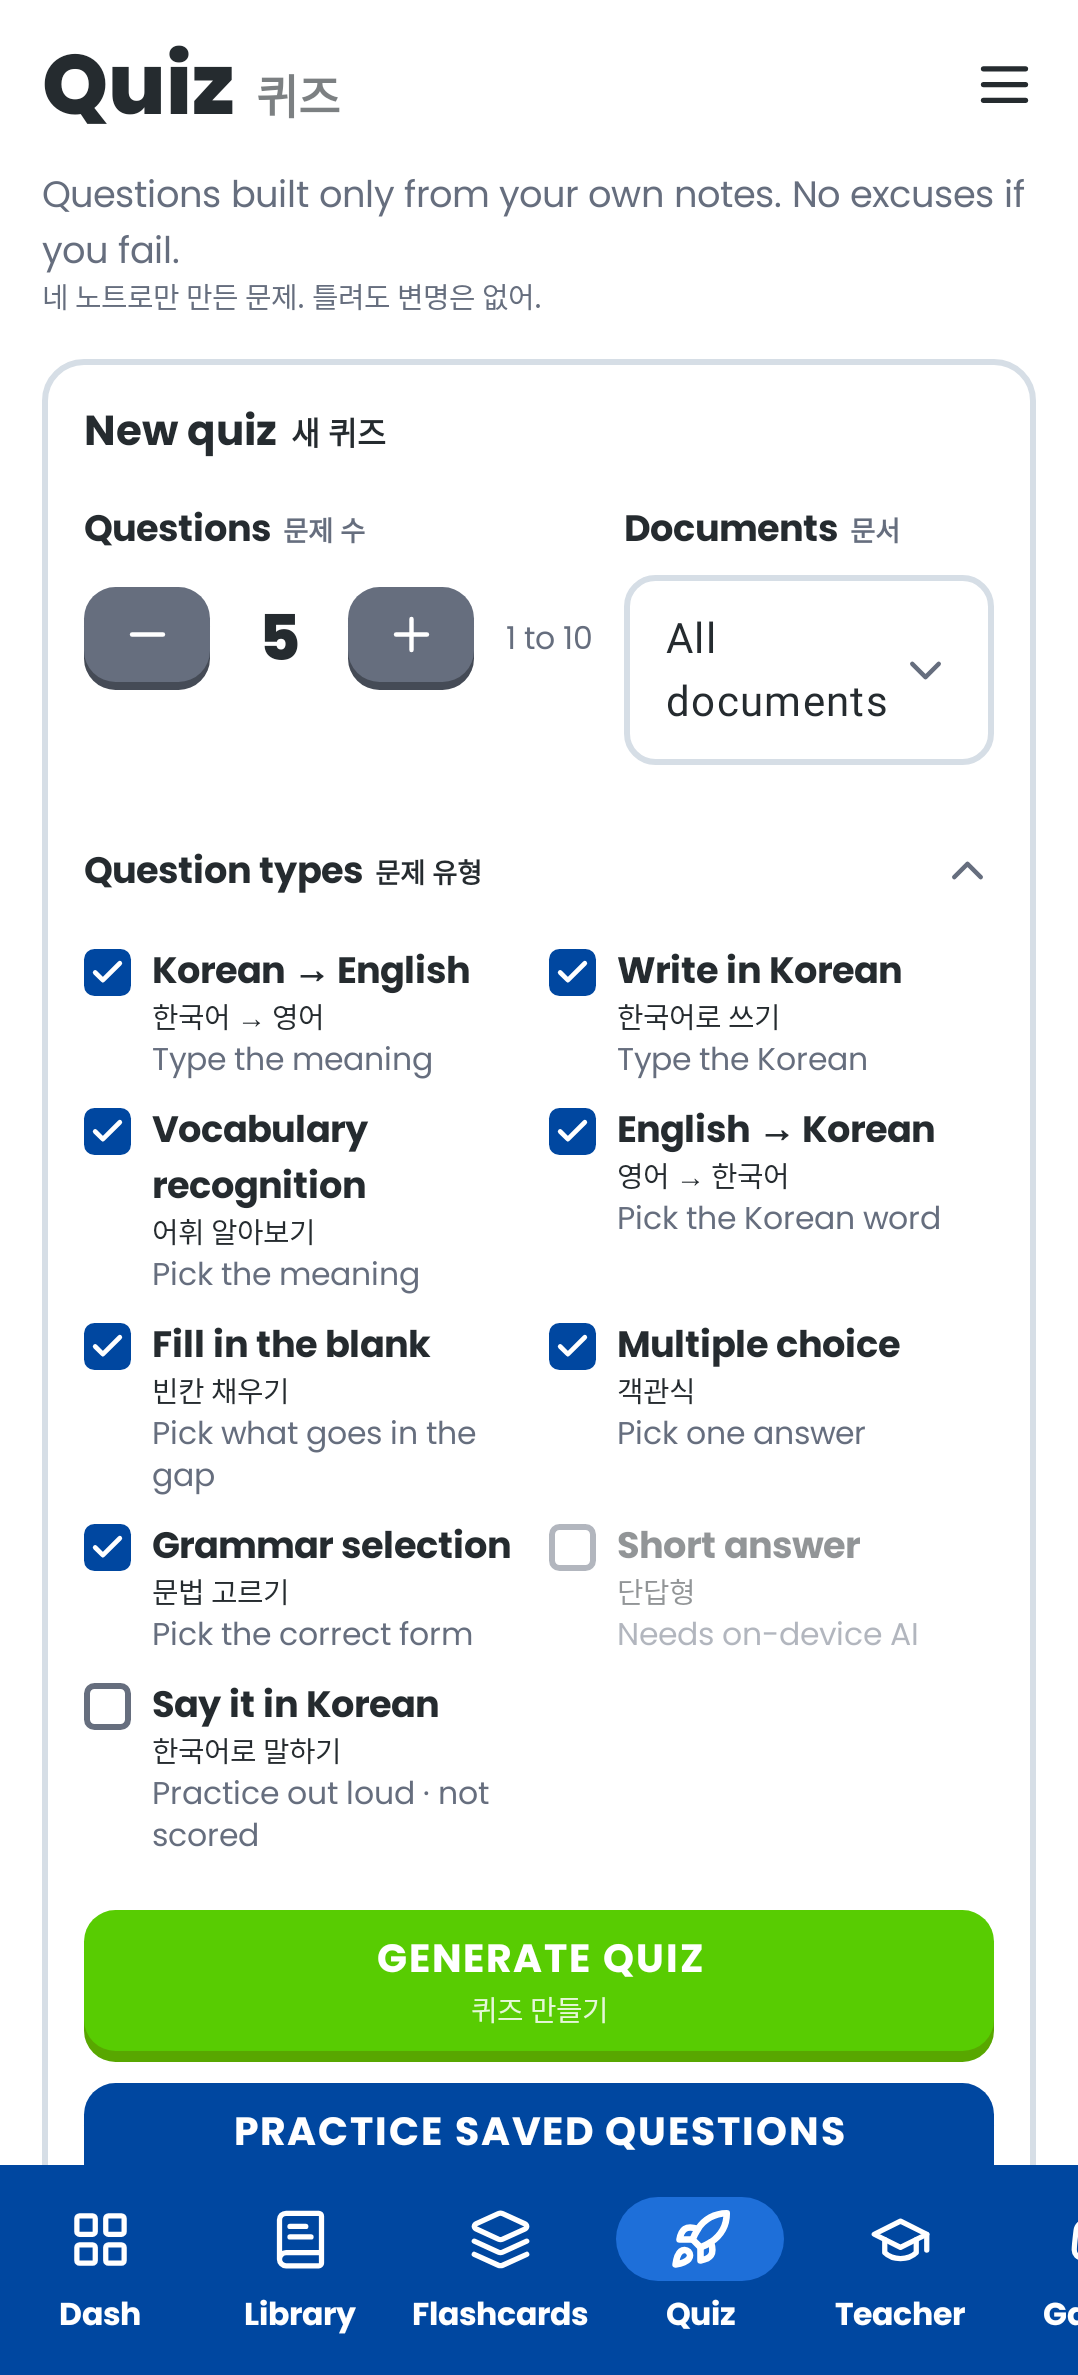 Quiz 퀴즈
Questions built only from your own notes. No excuses if
you fail.
네 노트로만 만든 문제. 틀려도 변명은 없어.
New quiz 새 퀴즈
Questions 문제 수
Documents 문서
5
1 to 10
All
documents
Question types 문제 유형
Korean → English
한국어 → 영어
Type the meaning
Write in Korean
한국어로 쓰기
Type the Korean
Vocabulary
recognition
어휘 알아보기
Pick the meaning
English → Korean
영어 → 한국어
Pick the Korean word
Fill in the blank
빈칸 채우기
Pick what goes in the
gap
Multiple choice
객관식
Pick one answer
Grammar selection
문법 고르기
Pick the correct form
Short answer
단답형
Needs on-device AI
Say it in Korean
한국어로 말하기
Practice out loud · not
scored
GENERATE QUIZ
퀴즈 만들기
PRACTICE SAVED QUESTIONS
Dash
Library
Flashcards
Quiz
Teacher